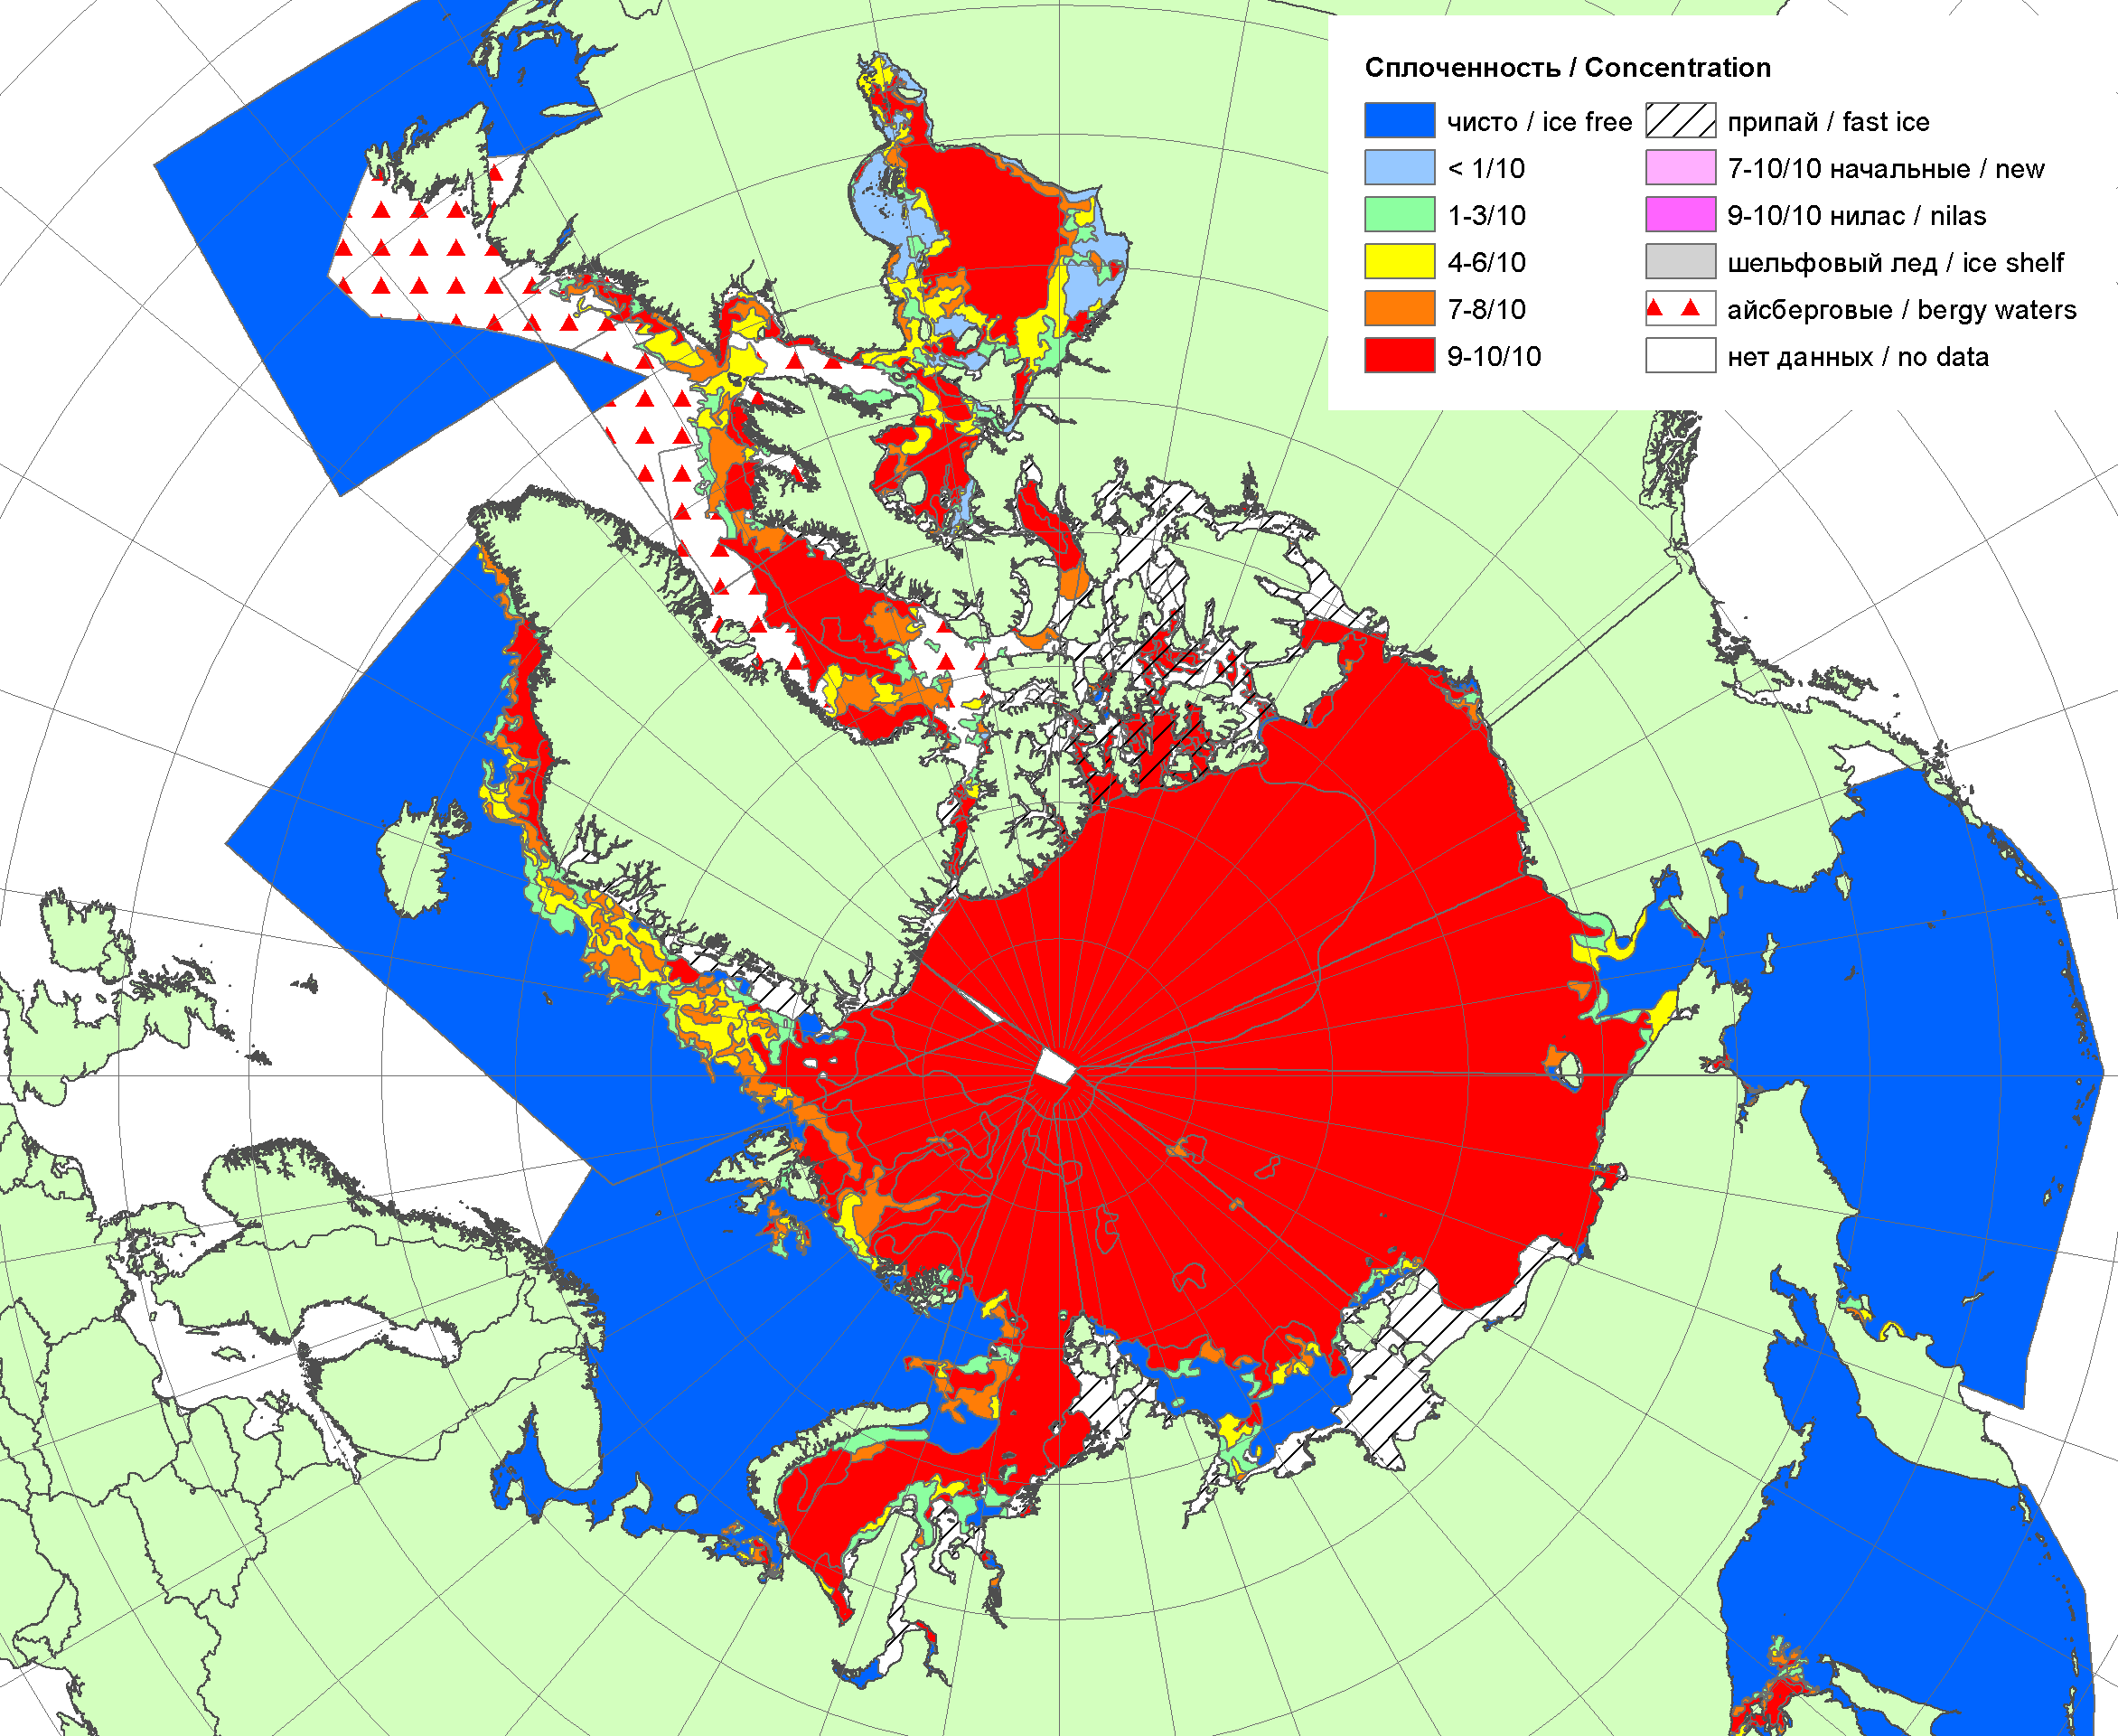 Сплоченность / Concentration
чисто / ice free
< 1/10
1-3/10
4-6/10
7-8/10
9-10/10
припай / fast ice
7-10/10 начальные / new
9-10/10 нилас / nilas
шельфовый лед / ice shelf
айсберговые / bergy waters
нет данных / no data